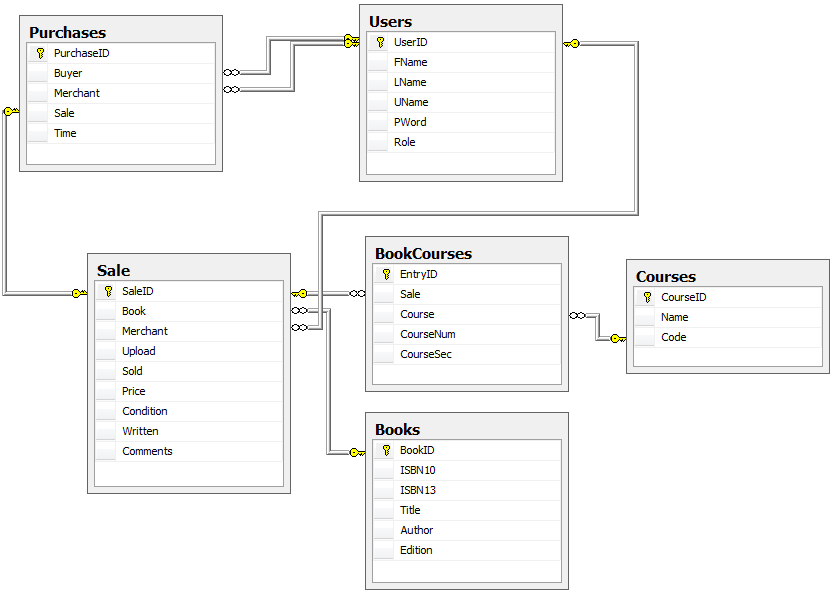 Purchases
PurchaseID
Buyer
Merchant
Sale
Time
Users
UserID
FName
LName
UName
PWord
Role
Sale
SaleID
Book
Merchant
Upload
Sold
Price
Condition
Written
Comments
BookCourses
EntryID
Sale
Course
CourseNum
CourseSec
Courses
CourseID
Name
Code
Books
BookID
ISBN10
ISBN13
Title
Author
Edition